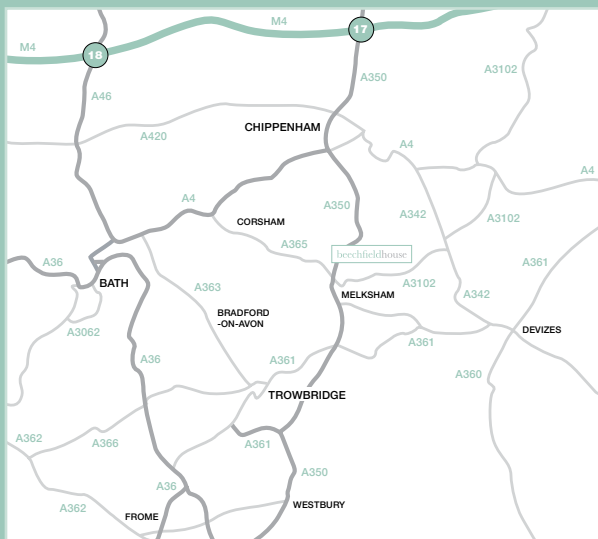 M4
17
M4
18
A350
A3102
A46
A420
CHIPPENHAM
A4
A4
A4
A350
A342
A3102
CORSHAM
A365
beechfieldhouse
A36
A361
BATH
A363
A3102
MELKSHAM
A342
BRADFORD
-ON-AVON
A3062
DEVIZES
A361
A36
A361
A360
TROWBRIDGE
A362
A366
A361
A350
A36
A362
FROME
WESTBURY